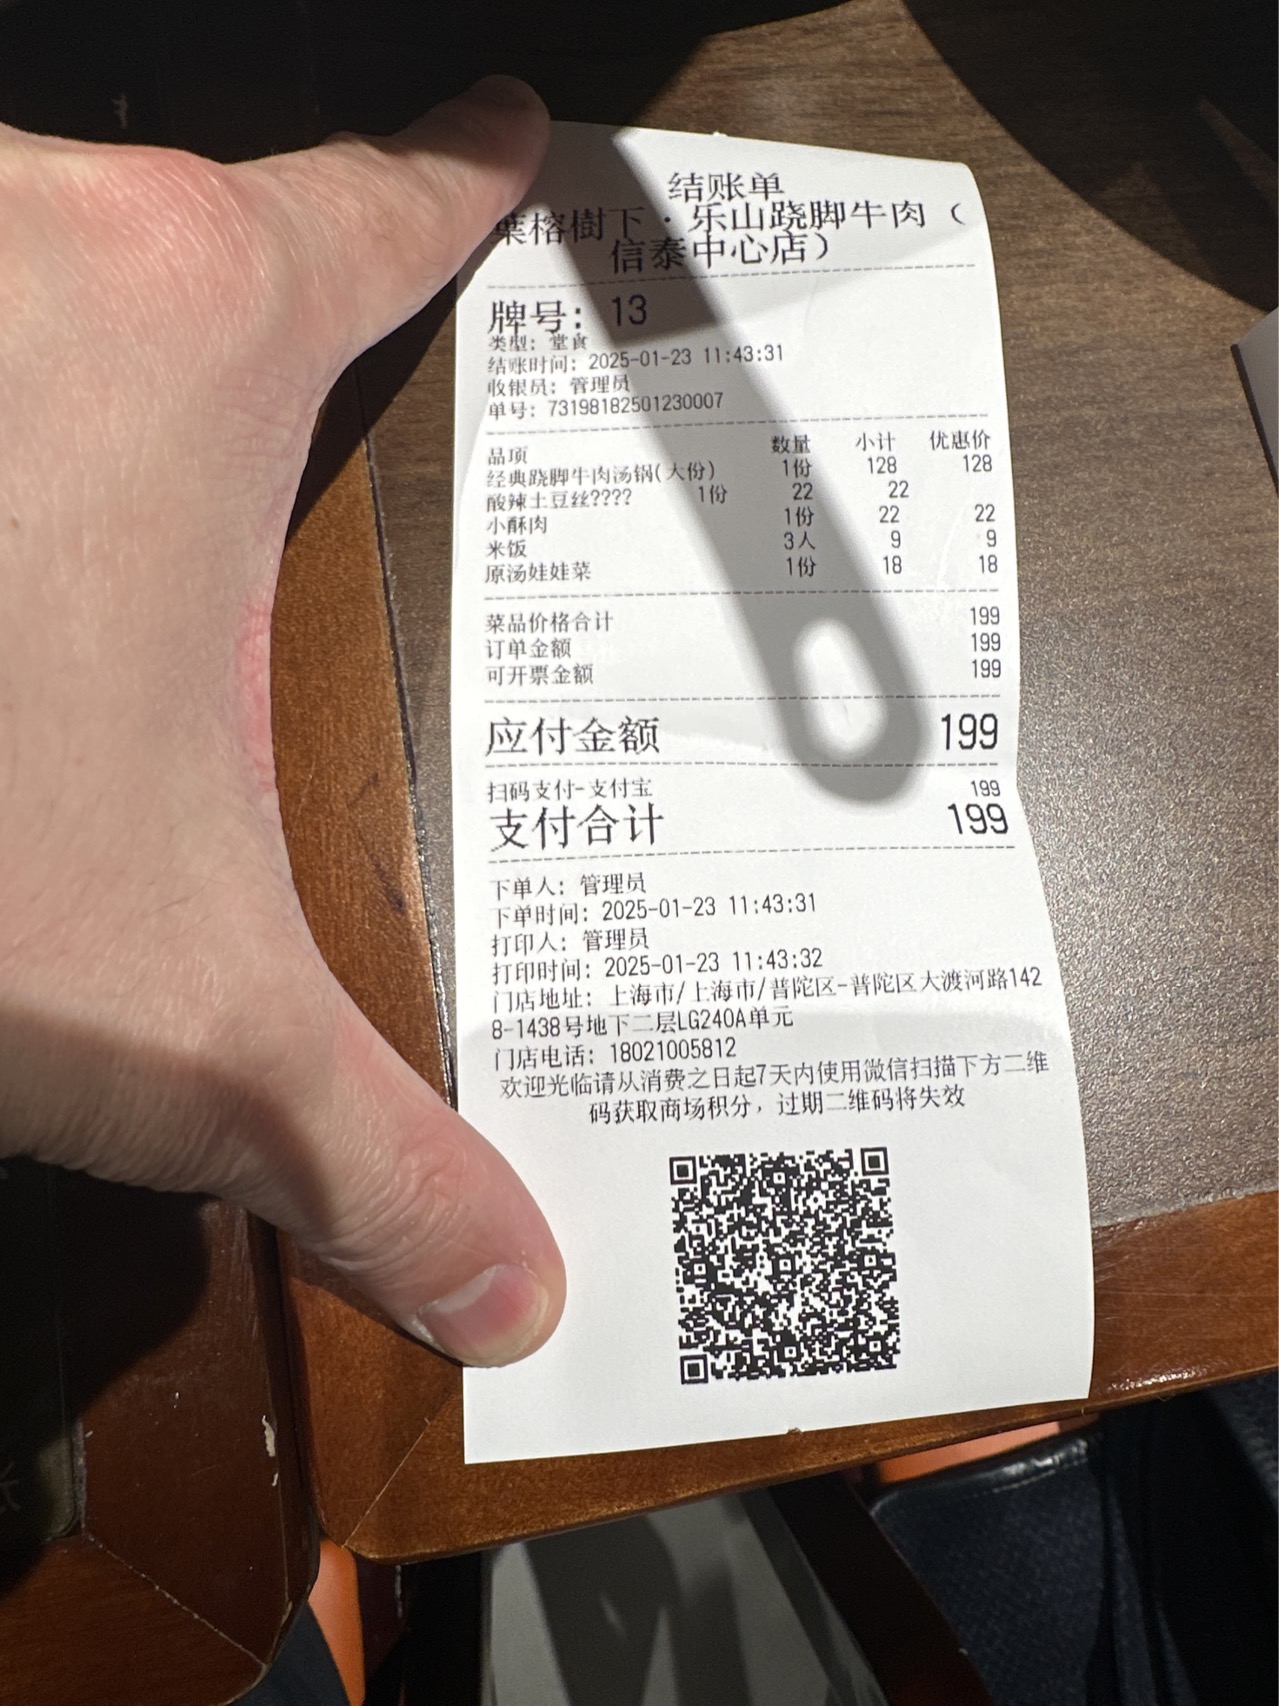 结账单
葉榕樹下·乐山跷脚牛肉(
信泰中心店)
牌号: 13
类型: 堂食
结账时间: 2025-01-23 11:43:31
收银员: 管理员
单号: 73198182501230007
品项 数量 小计 优惠价
经典跷脚牛肉汤锅(大份) 1份 128 128
酸辣土豆丝???? 1份 22 22
小酥肉 1份 22 22
米饭 3人 9 9
原汤娃娃菜 1份 18 18
菜品价格合计 199
订单金额 199
可开票金额 199
应付金额 199
扫码支付-支付宝 199
支付合计 199
下单人: 管理员
下单时间: 2025-01-23 11:43:31
打印人: 管理员
打印时间: 2025-01-23 11:43:32
门店地址: 上海市/上海市/普陀区-普陀区大渡河路142
8-1438号地下二层LG240A单元
门店电话: 18021005812
欢迎光临请从消费之日起7天内使用微信扫描下方二维
码获取商场积分，过期二维码将失效